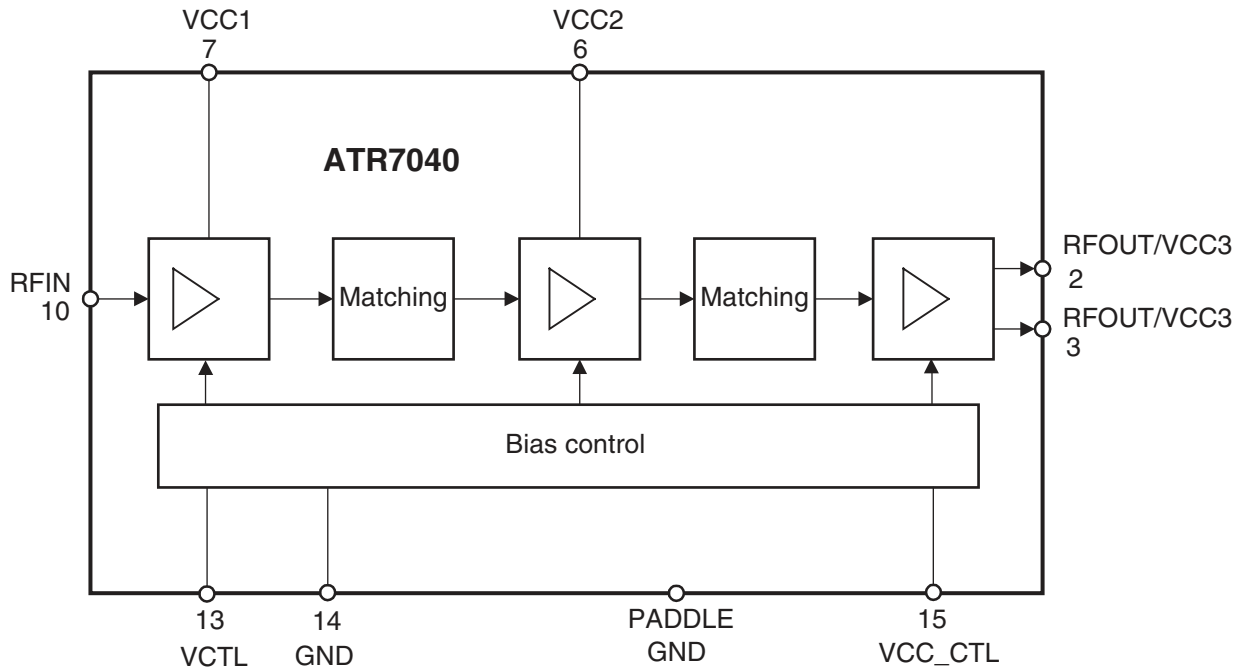 VCC1
7
VCC2
6
ATR7040
RFIN
10
Matching
Matching
RFOUT/VCC3
2
RFOUT/VCC3
3
Bias control
13
VCTL
14
GND
PADDLE
GND
15
VCC_CTL